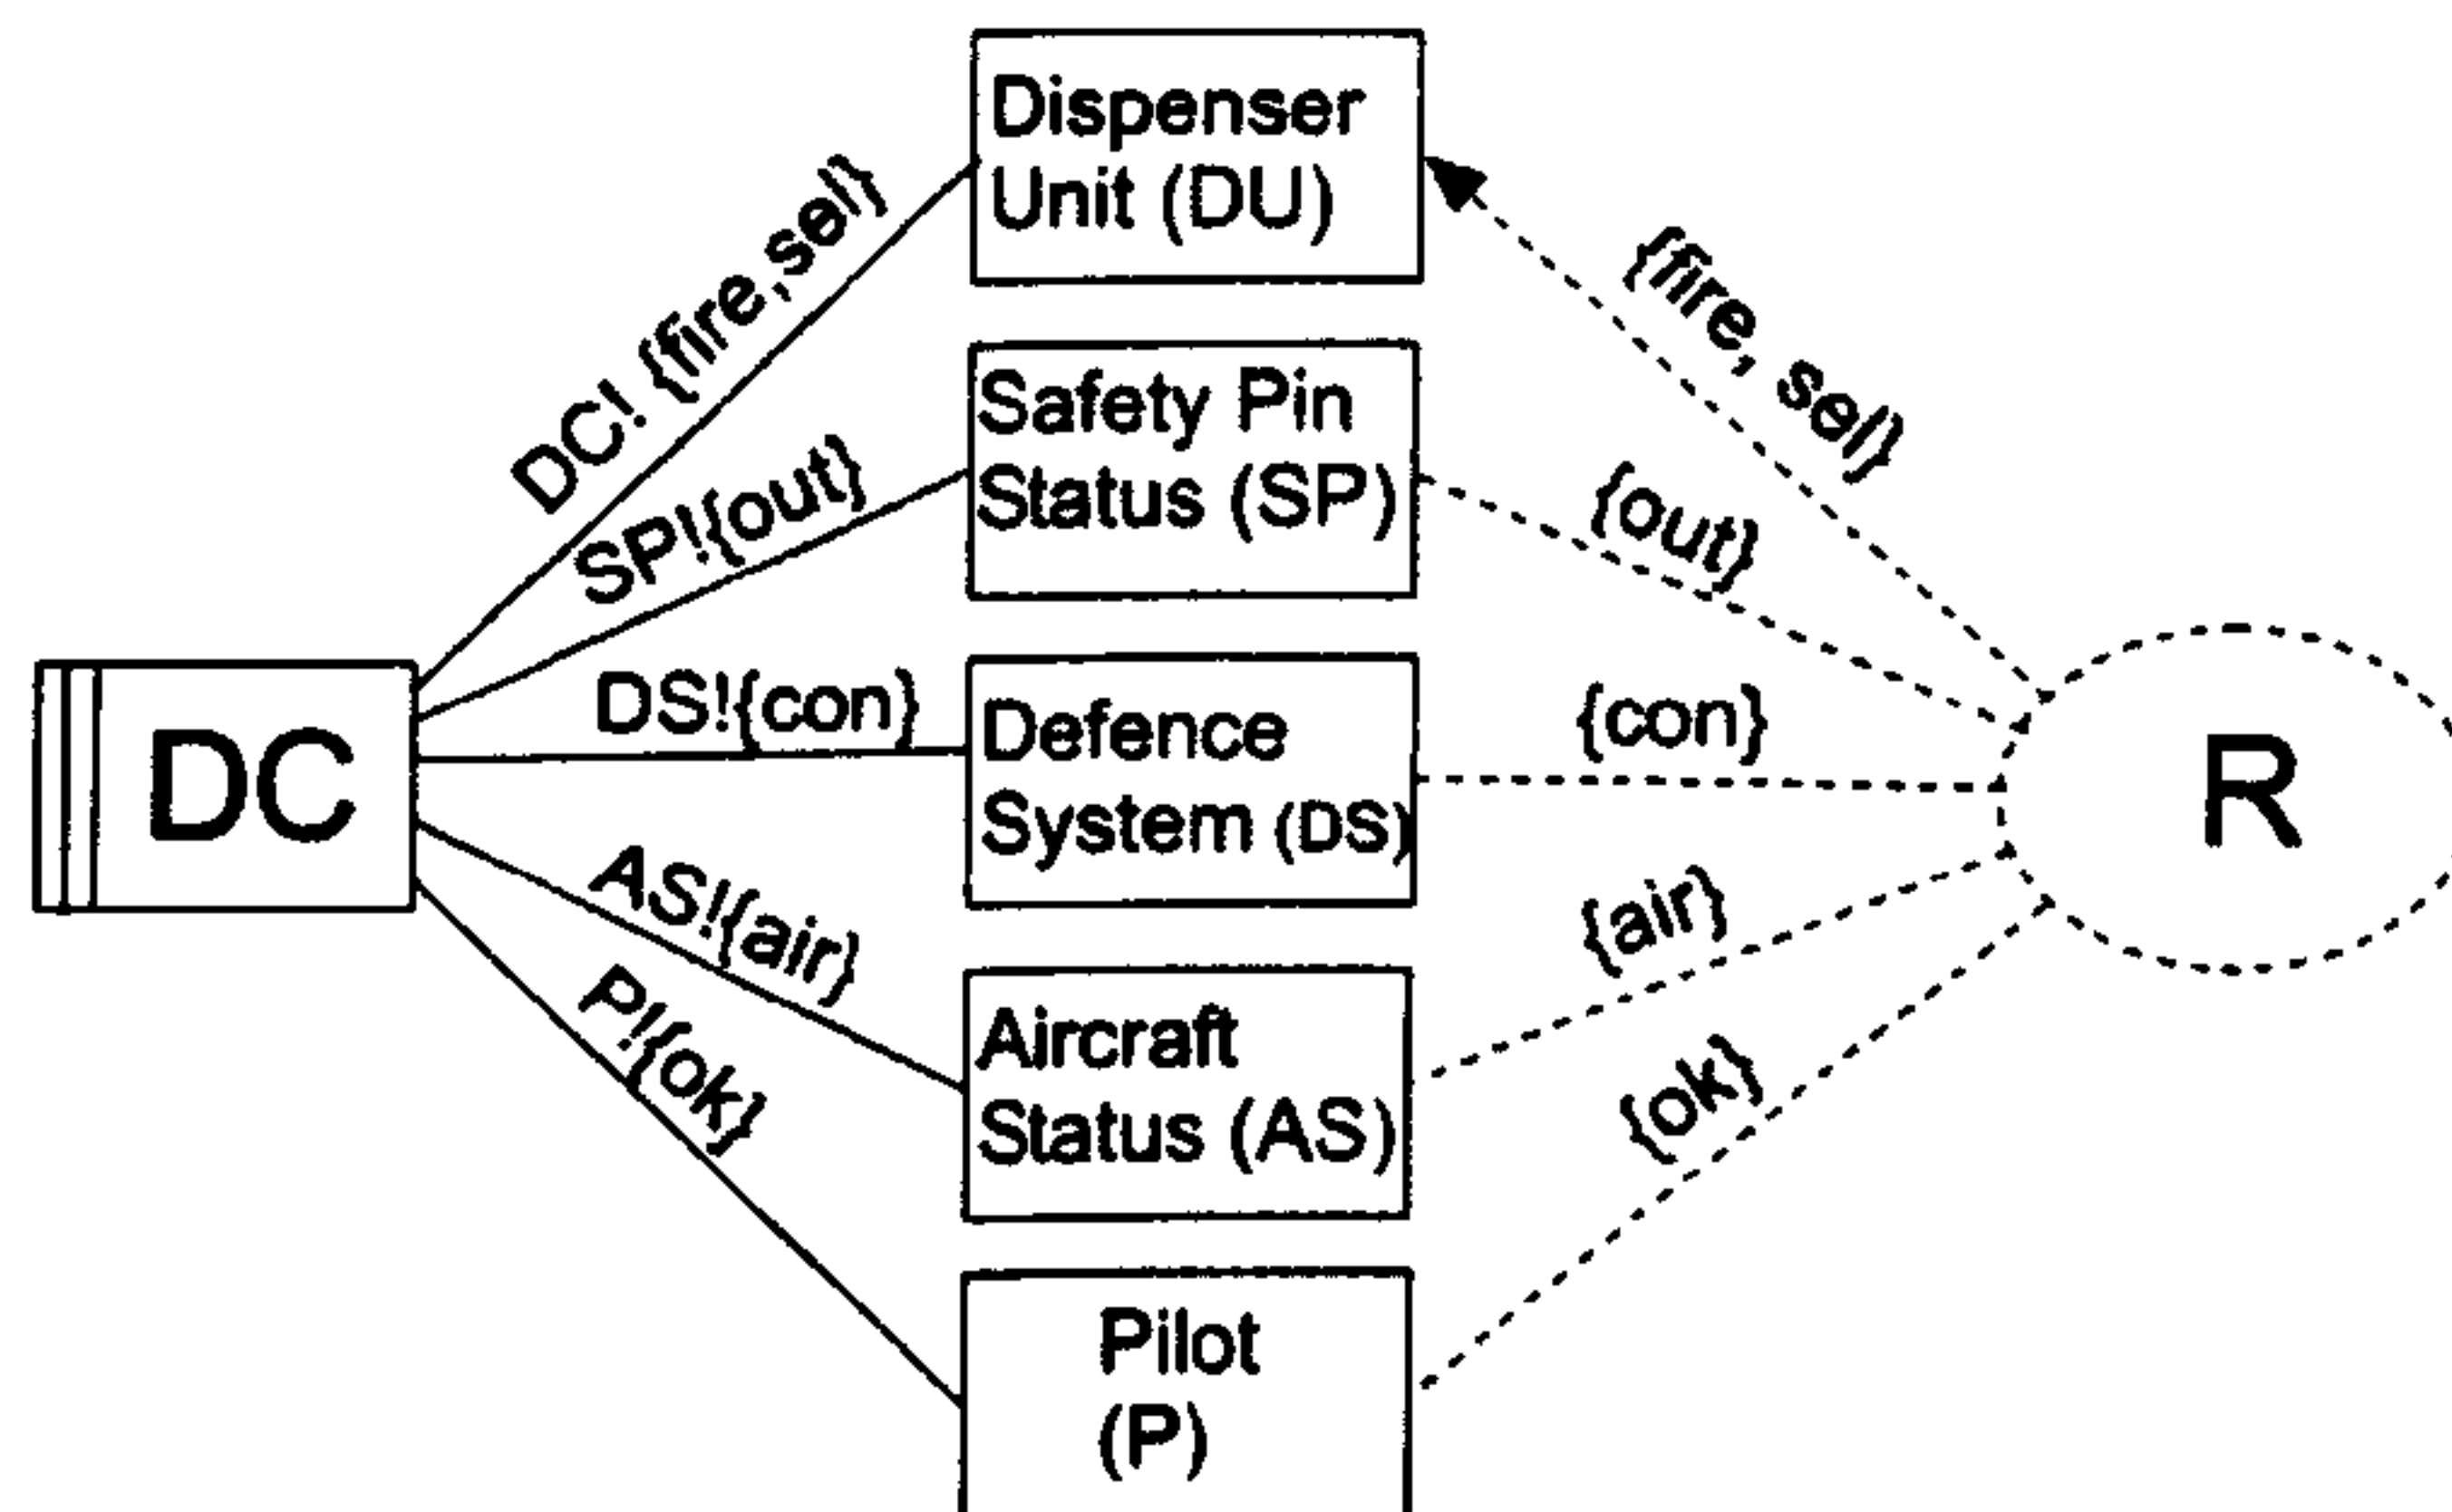 Dispenser
Unit (DU)
DC! {fire,sel}
{fire, sel}
Safety Pin
Status (SP)
SP!{out}
{out}
DC
DS!{con}
Defence
System (DS)
{con}
R
AS!{air}
Aircraft
Status (AS)
{air}
P!{ok}
{ok}
Pilot
(P)